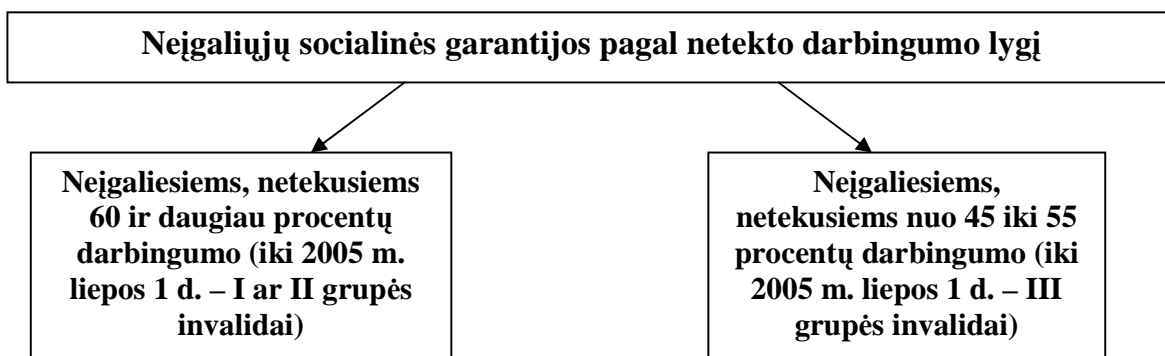 Neįgaliųjų socialinės garantijos pagal netekto darbingumo lygį
Neįgaliesiems, netekusiems
60 ir daugiau procentų
darbingumo (iki 2005 m.
liepos 1 d. – I ar II grupės
invalidai)
Neįgaliesiems,
netekusiems nuo 45 iki 55
procentų darbingumo (iki
2005 m. liepos 1 d. – III
grupės invalidai)